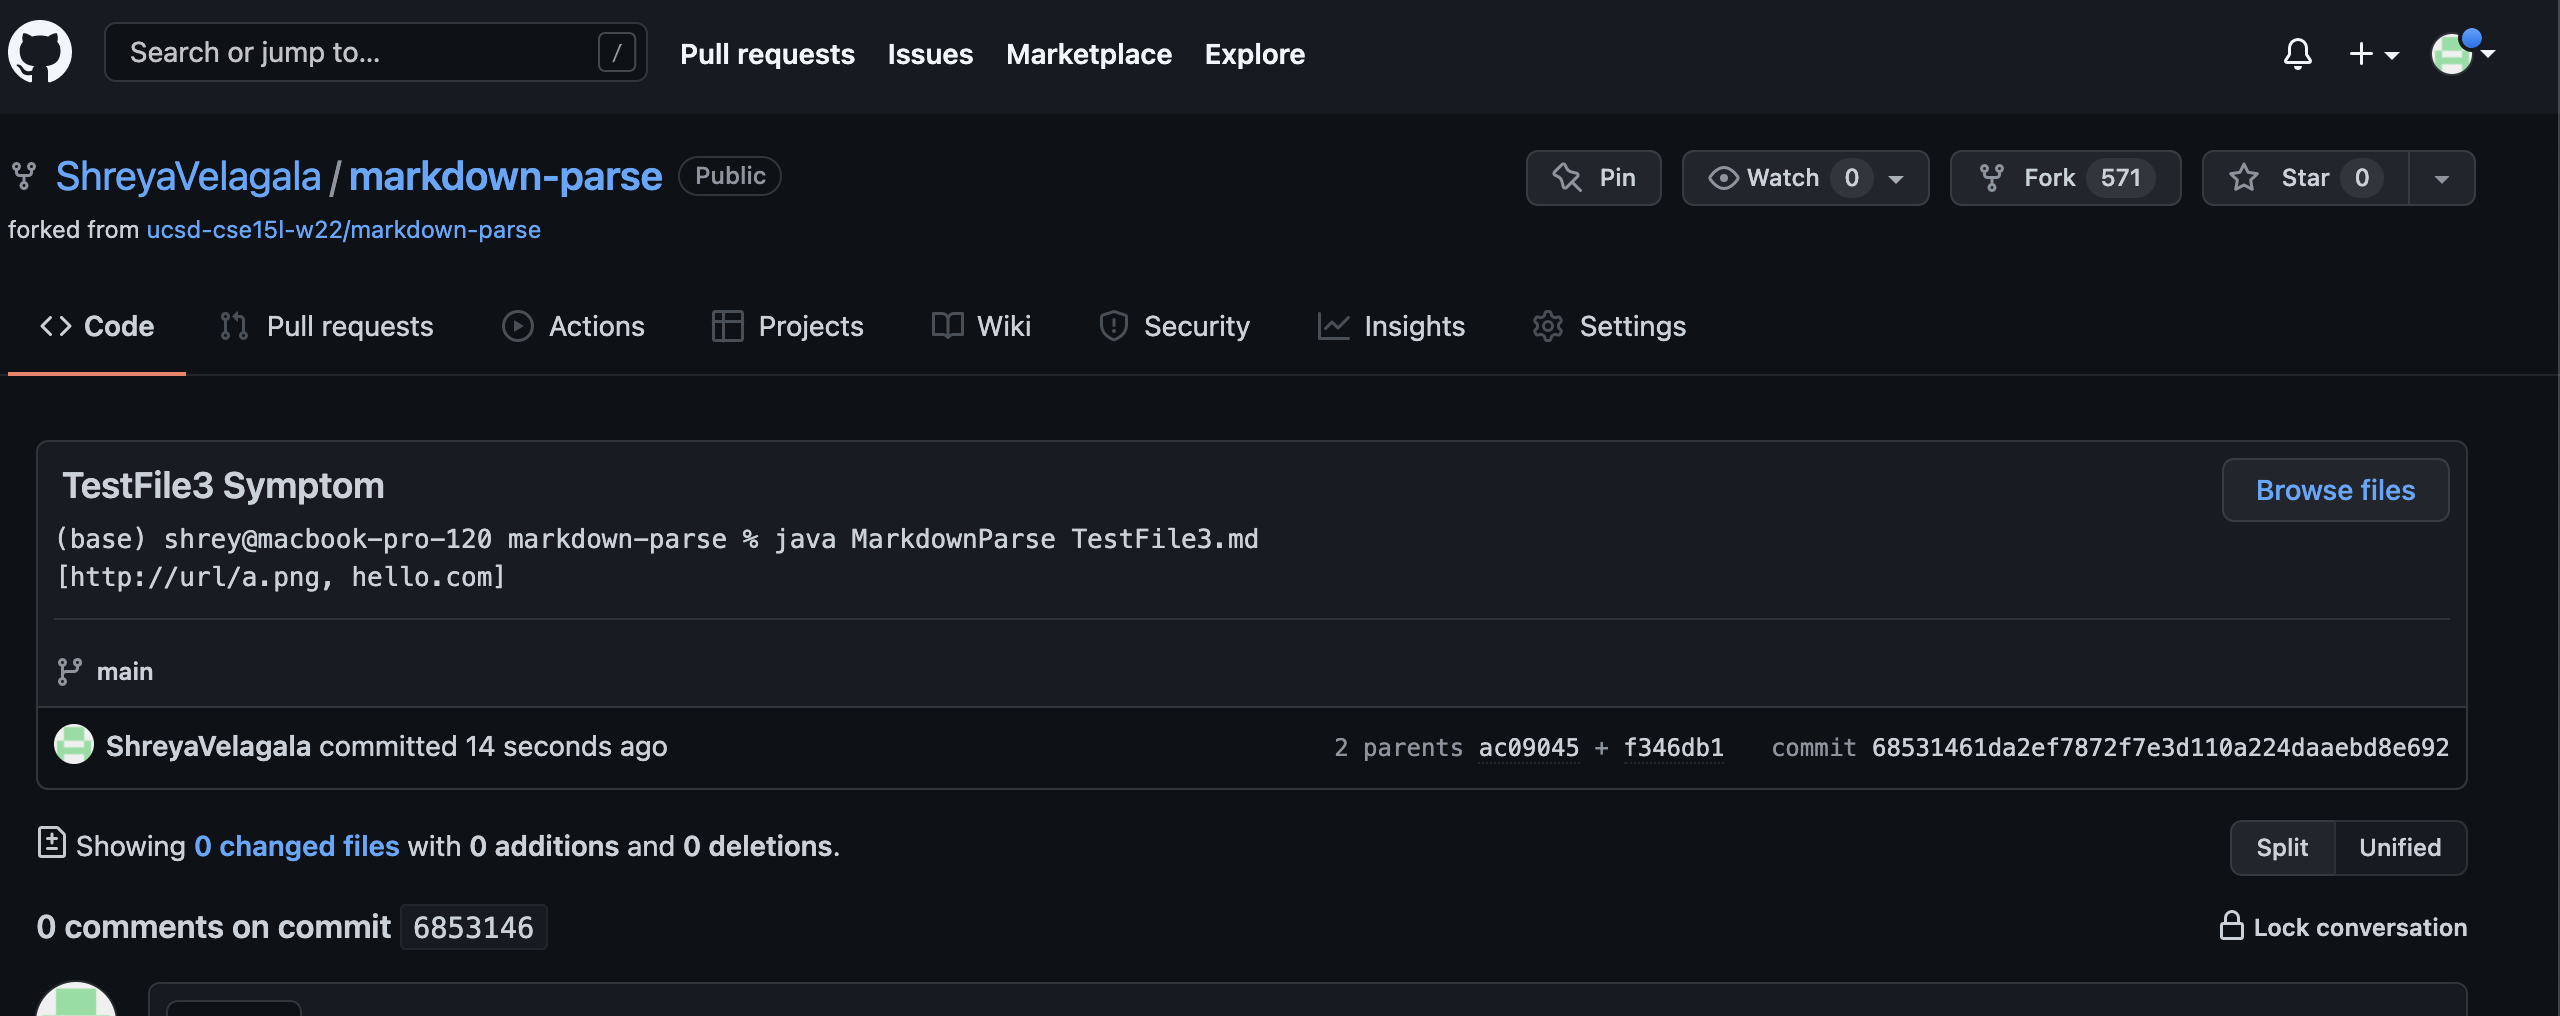 Search or jump to... /
Pull requests Issues Marketplace Explore
ShreyaVelagala / markdown-parse Public
Pin Watch 0 Fork 571 Star 0
forked from ucsd-cse15l-w22/markdown-parse
Code Pull requests Actions Projects Wiki Security Insights Settings
TestFile3 Symptom
Browse files
(base) shrey@macbook-pro-120 markdown-parse % java MarkdownParse TestFile3.md
[http://url/a.png, hello.com]
main
ShreyaVelagala committed 14 seconds ago
2 parents ac09045 + f346db1 commit 68531461da2ef7872f7e3d110a224daaebd8e692
Showing 0 changed files with 0 additions and 0 deletions.
Split Unified
0 comments on commit 6853146
Lock conversation